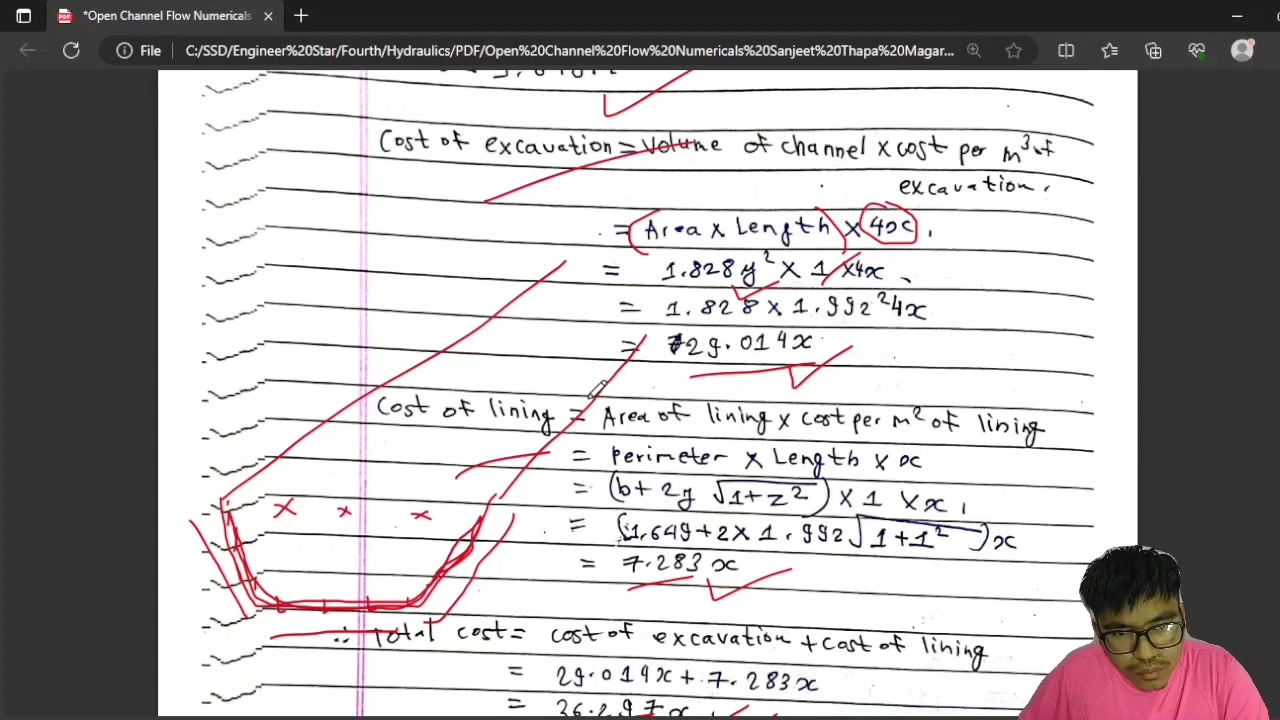 *Open Channel Flow Numericals
File C:/SSD/Engineer%20Star/Fourth/Hydraulics/PDF/Open%20Channel%20Flow%20Numericals%20Sanjeet%20Thapa%20Magar...
Cost of excavation = volume of channel x cost per m³ of
excavation.
= (Area x Length) x 4x.
= 1.828y² x 1 x 4x
= 1.828 x 1.992² 4x
= 29.014x
Cost of lining = Area of lining x cost per m² of lining
= perimeter x Length x x
= (b + 2y √1+z²) x 1 x x
= (1.649 + 2 x 1.992 √1+1²) x
= 7.283 x
x x x
∴ Total cost = cost of excavation + cost of lining
= 29.014x + 7.283x
= 36.297x